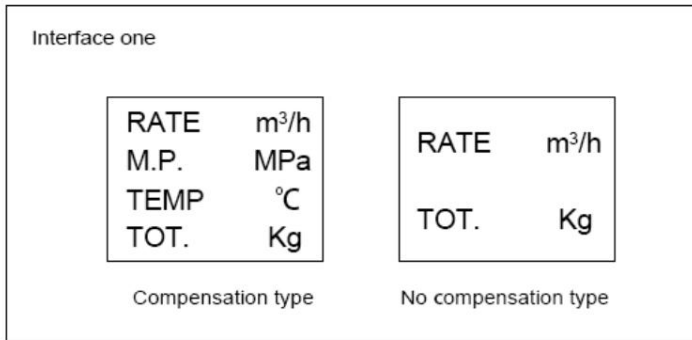 Interface one
RATE m³/h
M.P. MPa
TEMP ℃
TOT. Kg
Compensation type
RATE m³/h
TOT. Kg
No compensation type